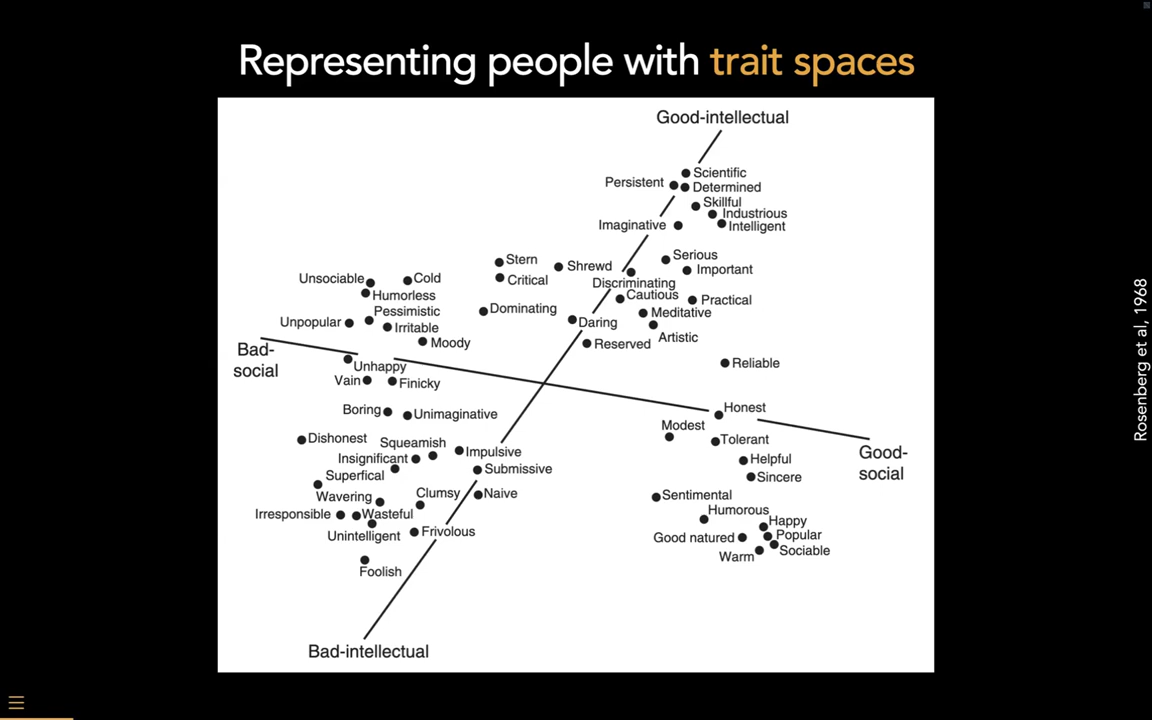 Representing people with trait spaces
Good-intellectual
Scientific
Persistent
Determined
Skillful
Industrious
Imaginative
Intelligent
Stern
Serious
Shrewd
Important
Unsociable
Cold
Critical
Discriminating
Humorless
Cautious
Practical
Pessimistic
Dominating
Meditative
Unpopular
Irritable
Daring
Artistic
Moody
Reserved
Bad-
social
Unhappy
Reliable
Vain
Finicky
Boring
Unimaginative
Honest
Modest
Dishonest
Squeamish
Tolerant
Impulsive
Good-
social
Insignificant
Helpful
Submissive
Superfical
Sincere
Wavering
Clumsy
Naive
Sentimental
Irresponsible
Wasteful
Humorous
Happy
Unintelligent
Frivolous
Good natured
Popular
Sociable
Warm
Foolish
Bad-intellectual
Rosenberg et al, 1968